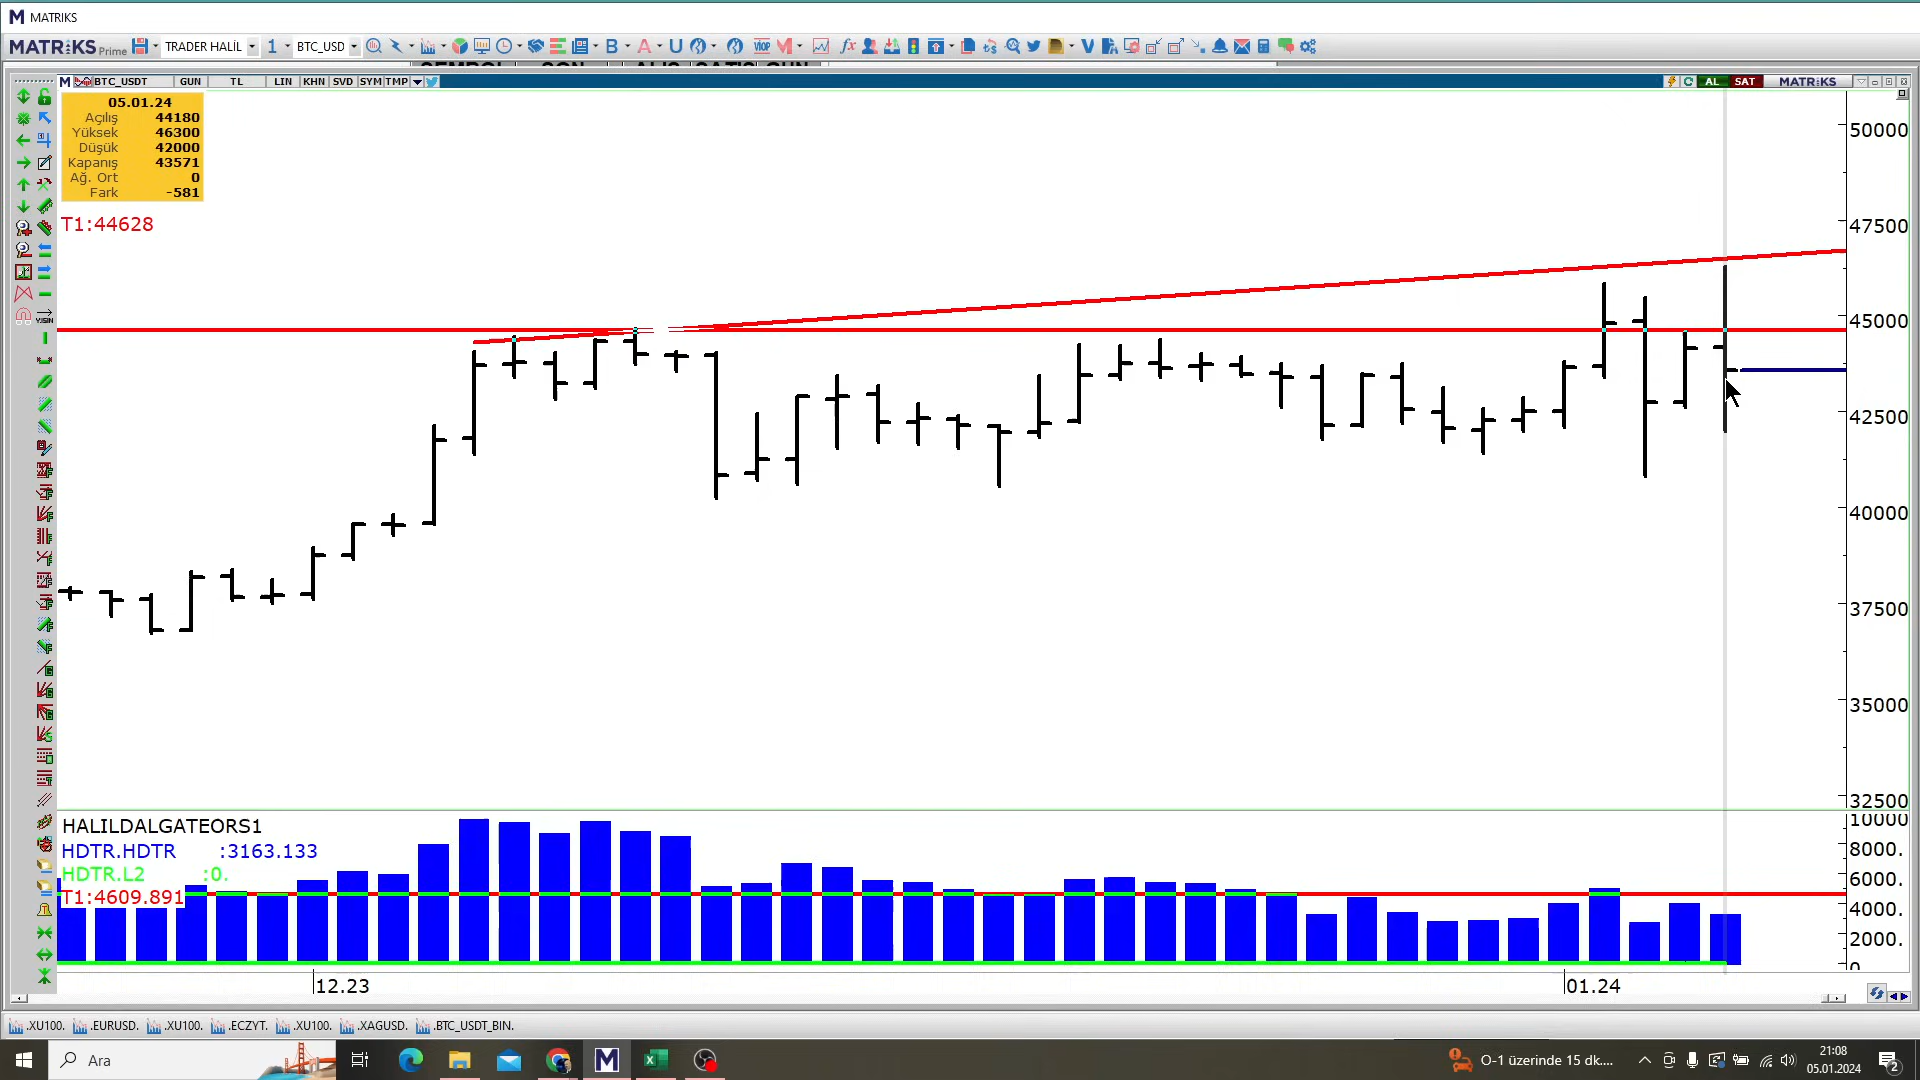 MATRIKS
MATRIKS Prime TRADER HALİL 1 BTC_USD B A U VIOP M fx V
M BTC_USDT GUN TL LIN KHN SVD SYM TMP AL SAT MATRIKS
05.01.24
Açılış 44180
Yüksek 46300
Düşük 42000
Kapanış 43571
Ağ. Ort 0
Fark -581
T1:44628
50000
47500
45000
42500
40000
37500
35000
32500
HALILDALGATEORS1
HDTR.HDTR :3163.133
HDTR.L2 :0.
T1:4609.891
10000
8000.
6000.
4000.
2000.
0
12.23
01.24
.XU100. .EURUSD. .XU100. .ECZYT. .XU100. .XAGUSD. .BTC_USDT_BIN.
Ara
O-1 üzerinde 15 dk....
21:08
05.01.2024
2